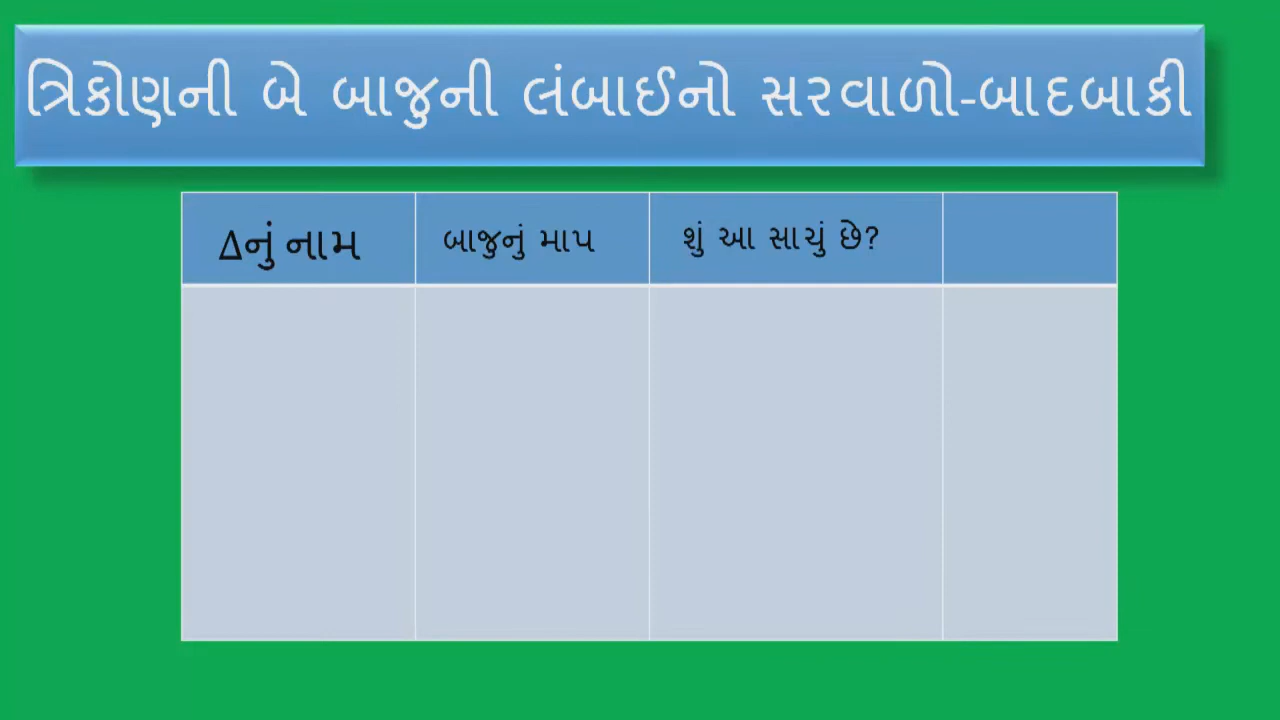 ત્રિકોણની બે બાજુની લંબાઈનો સરવાળો-બાદબાકી
Δનું નામ
બાજુનું માપ
શું આ સાચું છે?